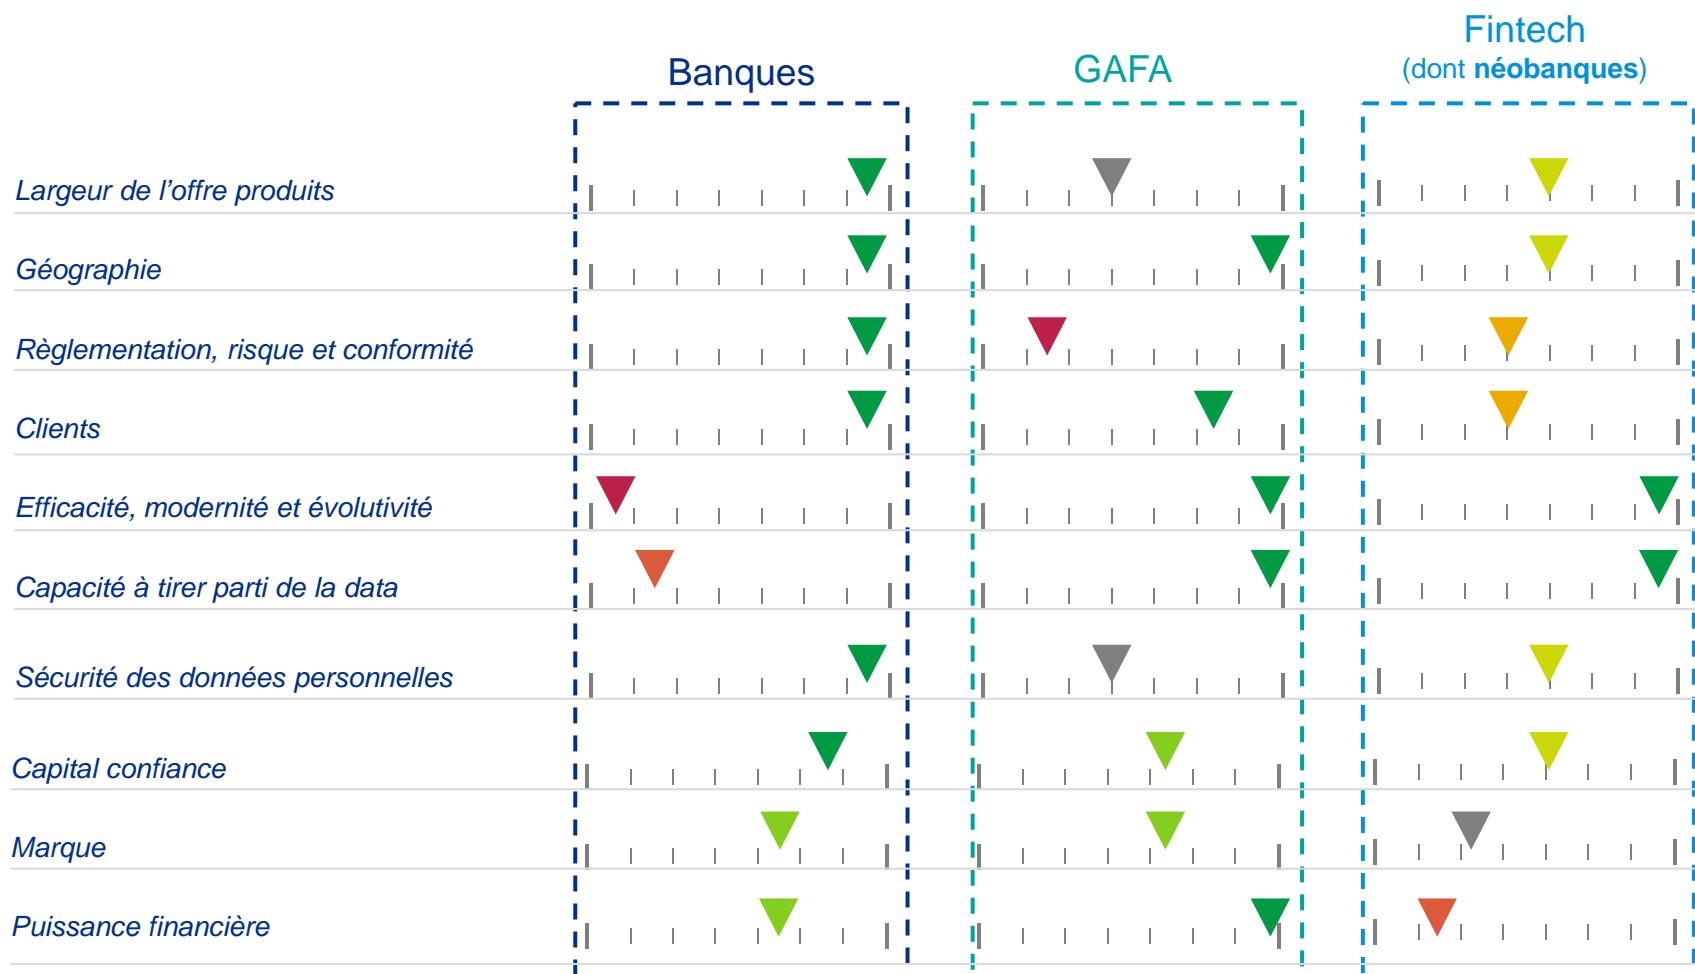 Banques
GAFA
Fintech
(dont néobanques)
Largeur de l’offre produits
Géographie
Règlementation, risque et conformité
Clients
Efficacité, modernité et évolutivité
Capacité à tirer parti de la data
Sécurité des données personnelles
Capital confiance
Marque
Puissance financière